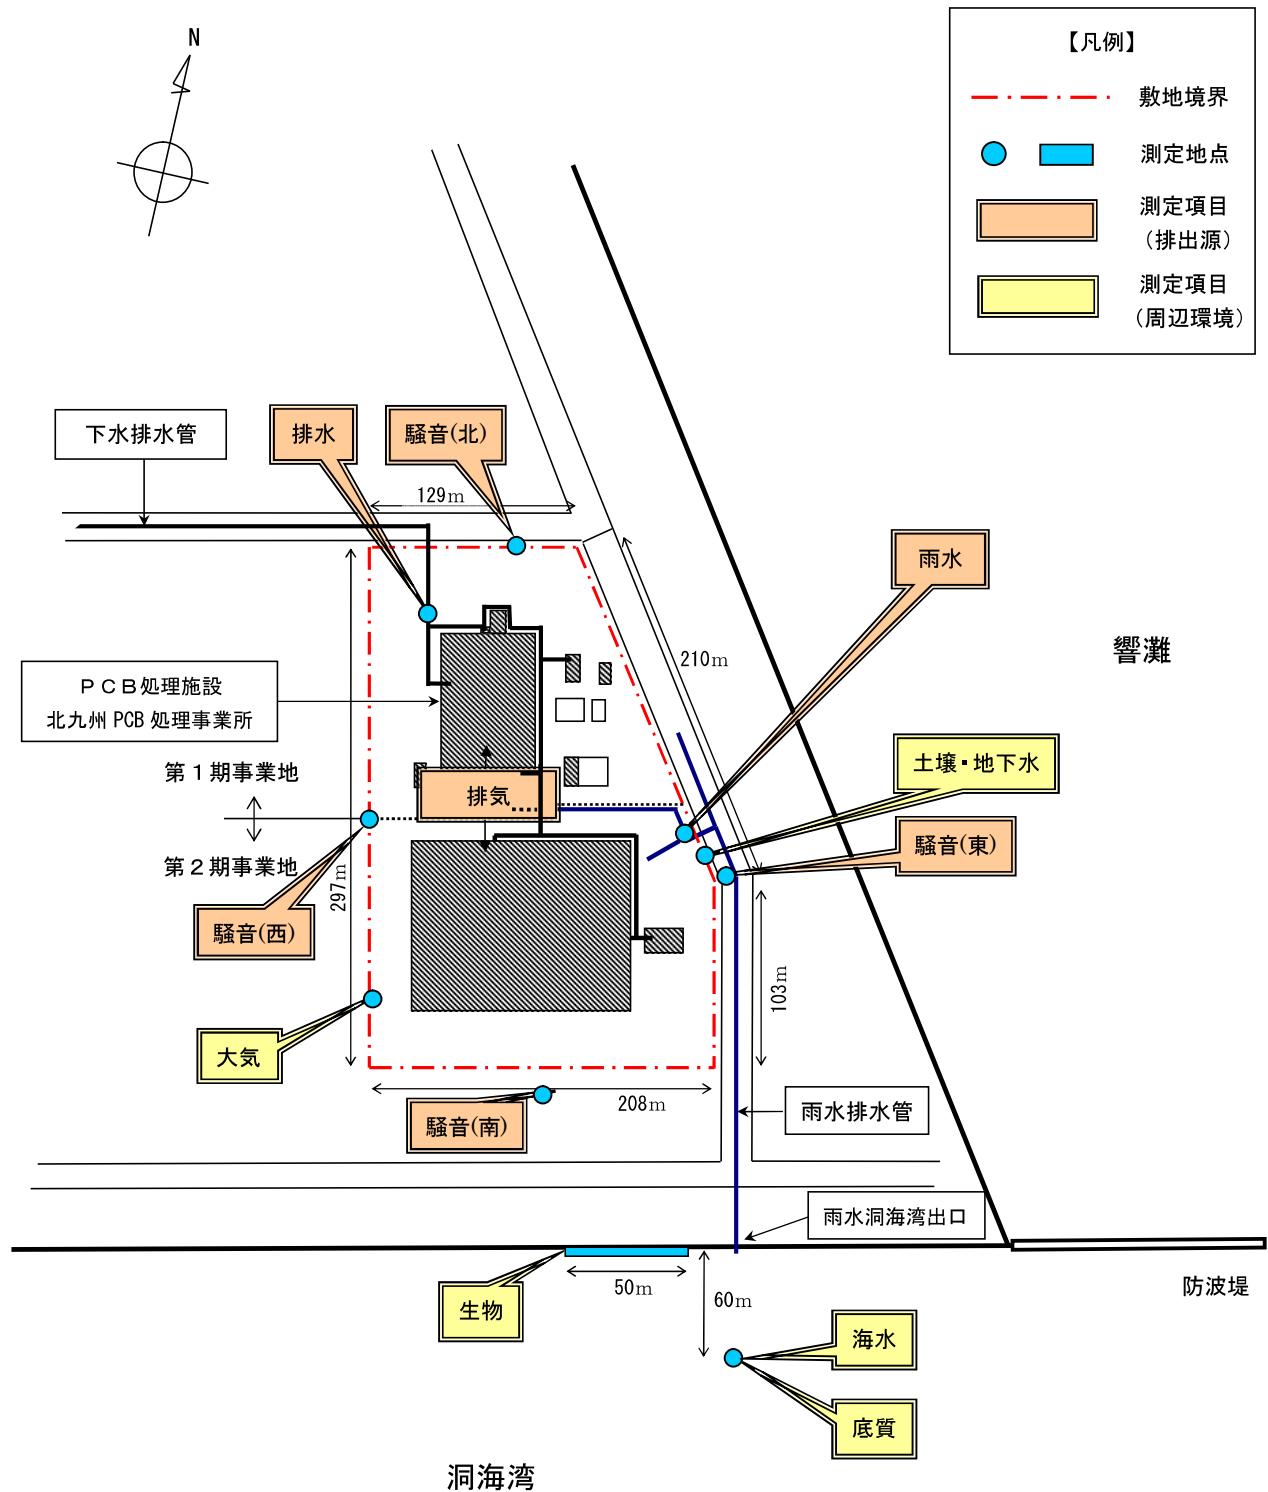 N
【凡例】
敷地境界
測定地点
測定項目
(排出源)
測定項目
(周辺環境)
下水排水管
排水
騒音(北)
129m
雨水
210m
響灘
ＰＣＢ処理施設
北九州 PCB 処理事業所
第１期事業地
排気
土壌・地下水
騒音(東)
第２期事業地
297m
騒音(西)
103m
大気
208m
騒音(南)
雨水排水管
雨水洞海湾出口
50m
60m
防波堤
生物
海水
底質
洞海湾